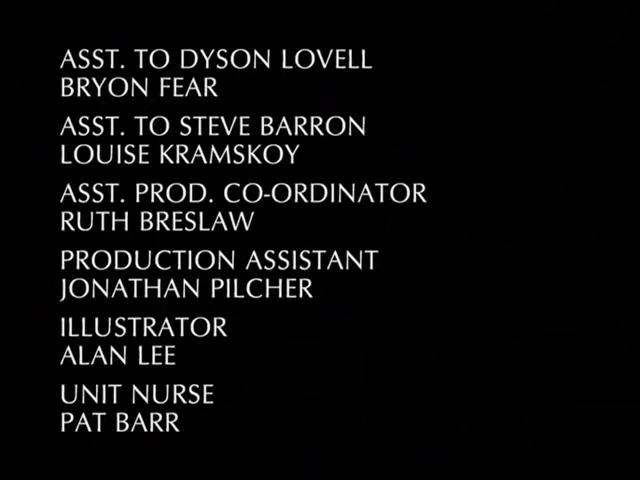 ASST. TO DYSON LOVELL
BRYON FEAR
ASST. TO STEVE BARRON
LOUISE KRAMSKOY
ASST. PROD. CO-ORDINATOR
RUTH BRESLAW
PRODUCTION ASSISTANT
JONATHAN PILCHER
ILLUSTRATOR
ALAN LEE
UNIT NURSE
PAT BARR